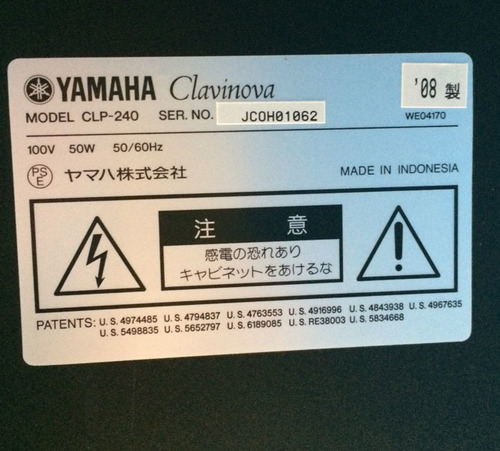 YAMAHA Clavinova '08 製
MODEL CLP-240 SER. NO. JCOH01062 WE04170
100V 50W 50/60Hz
PS E ヤマハ株式会社 MADE IN INDONESIA
注 意
感電の恐れあり
キャビネットをあけるな
PATENTS: U.S. 4974485 U.S. 4794837 U.S. 4763553 U.S. 4916996 U.S. 4843938 U.S. 4967635
U.S. 5498835 U.S. 5652797 U.S. 6189085 U.S. RE38003 U.S. 5834668